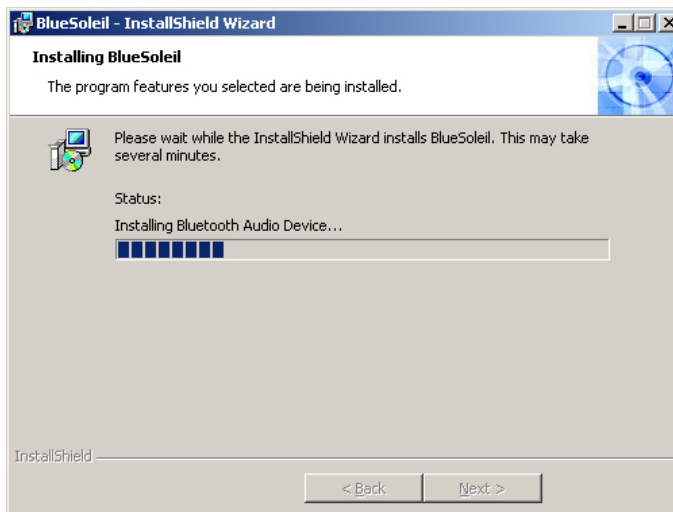 BlueSoleil - InstallShield Wizard
Installing BlueSoleil
The program features you selected are being installed.
Please wait while the InstallShield Wizard installs BlueSoleil. This may take
several minutes.
Status:
Installing Bluetooth Audio Device...
InstallShield
< Back
Next >